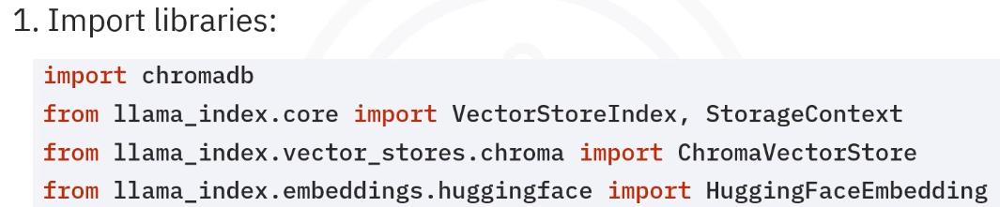 1. Import libraries:
import chromadb
from llama_index.core import VectorStoreIndex, StorageContext
from llama_index.vector_stores.chroma import ChromaVectorStore
from llama_index.embeddings.huggingface import HuggingFaceEmbedding